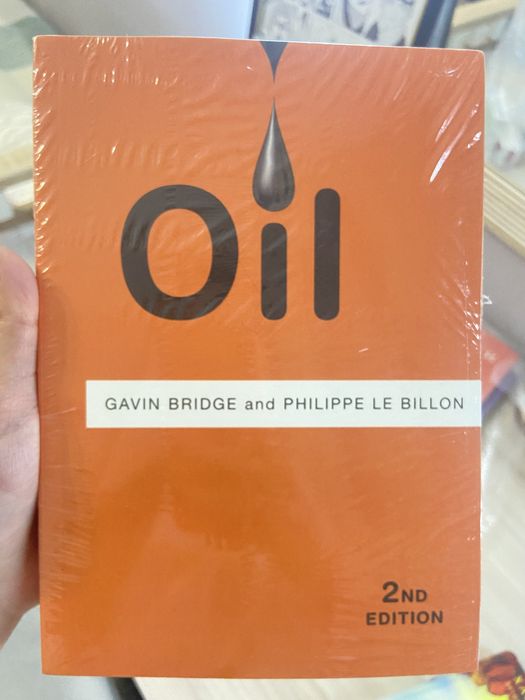 Oil
GAVIN BRIDGE and PHILIPPE LE BILLON
2ND
EDITION